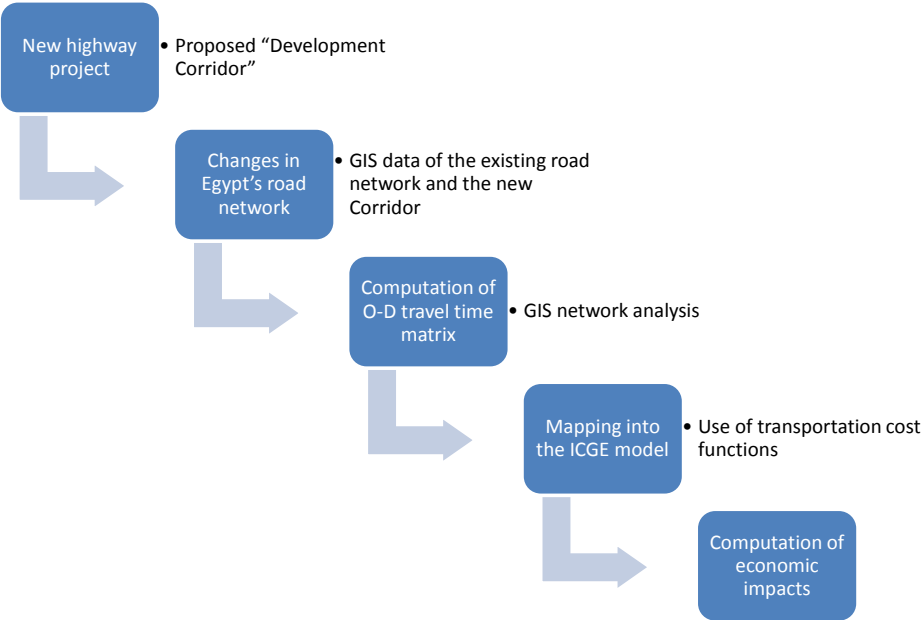 New highway
project
• Proposed “Development
Corridor”
Changes in
Egypt’s road
network
• GIS data of the existing road
network and the new
Corridor
Computation of
O-D travel time
matrix
• GIS network analysis
Mapping into
the ICGE model
• Use of transportation cost
functions
Computation of
economic
impacts